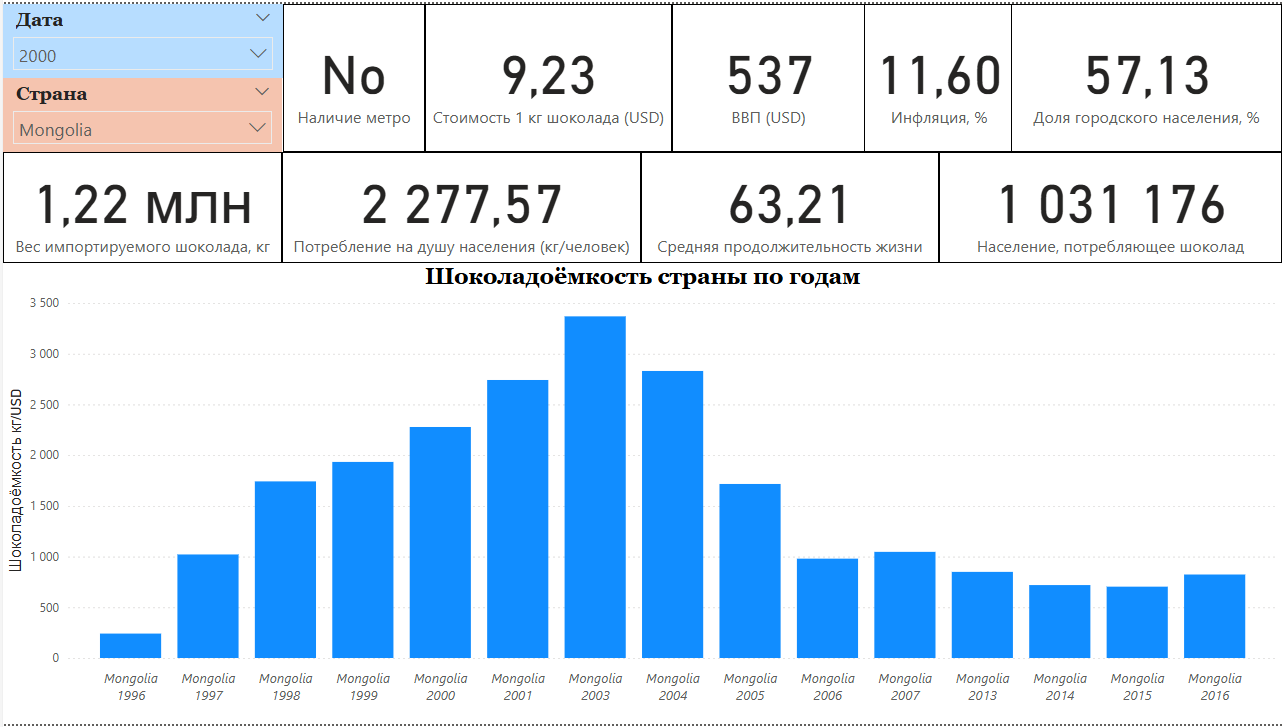 Дата
2000
Страна
Mongolia
No
Наличие метро
9,23
Стоимость 1 кг шоколада (USD)
537
ВВП (USD)
11,60
Инфляция, %
57,13
Доля городского населения, %
1,22 млн
Вес импортируемого шоколада, кг
2 277,57
Потребление на душу населения (кг/человек)
63,21
Средняя продолжительность жизни
1 031 176
Население, потребляющее шоколад
Шоколадоёмкость страны по годам
Шокопадоёмкость кг/USD
3 500
3 000
2 500
2 000
1 500
1 000
500
0
Mongolia 1996
Mongolia 1997
Mongolia 1998
Mongolia 1999
Mongolia 2000
Mongolia 2001
Mongolia 2003
Mongolia 2004
Mongolia 2005
Mongolia 2006
Mongolia 2007
Mongolia 2013
Mongolia 2014
Mongolia 2015
Mongolia 2016